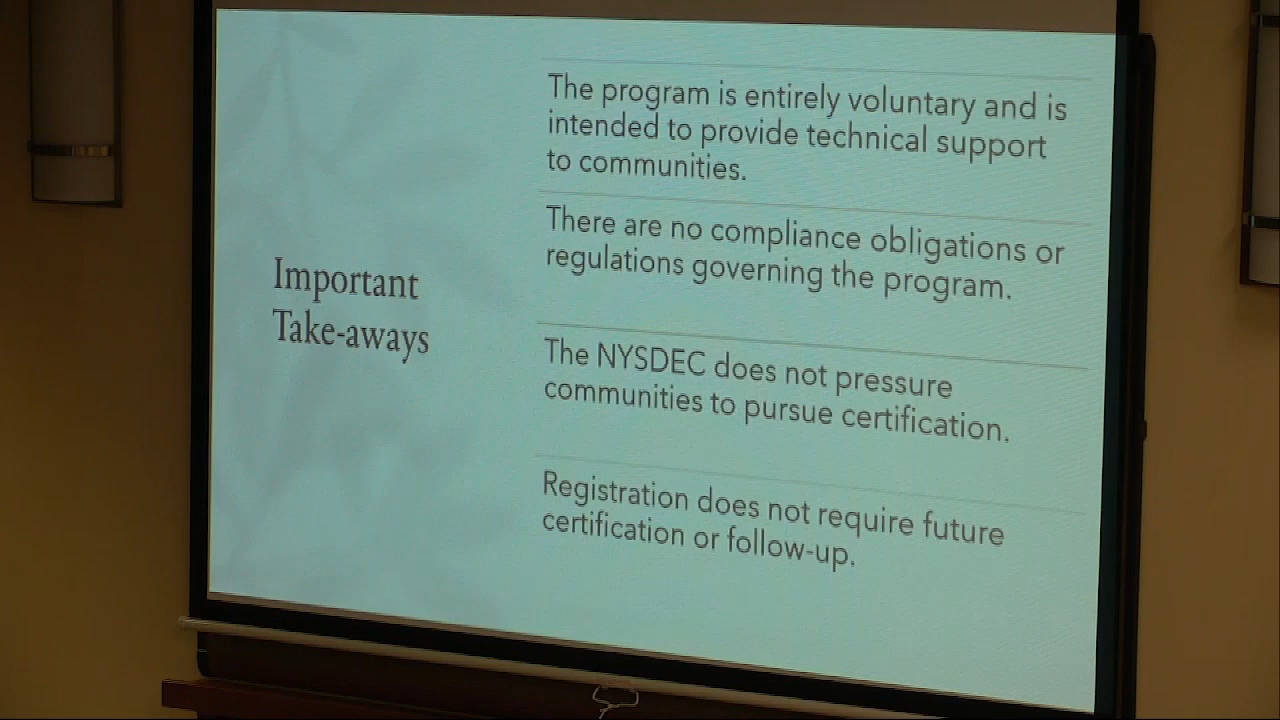 Important
Take-aways
The program is entirely voluntary and is
intended to provide technical support
to communities.
There are no compliance obligations or
regulations governing the program.
The NYSDEC does not pressure
communities to pursue certification.
Registration does not require future
certification or follow-up.